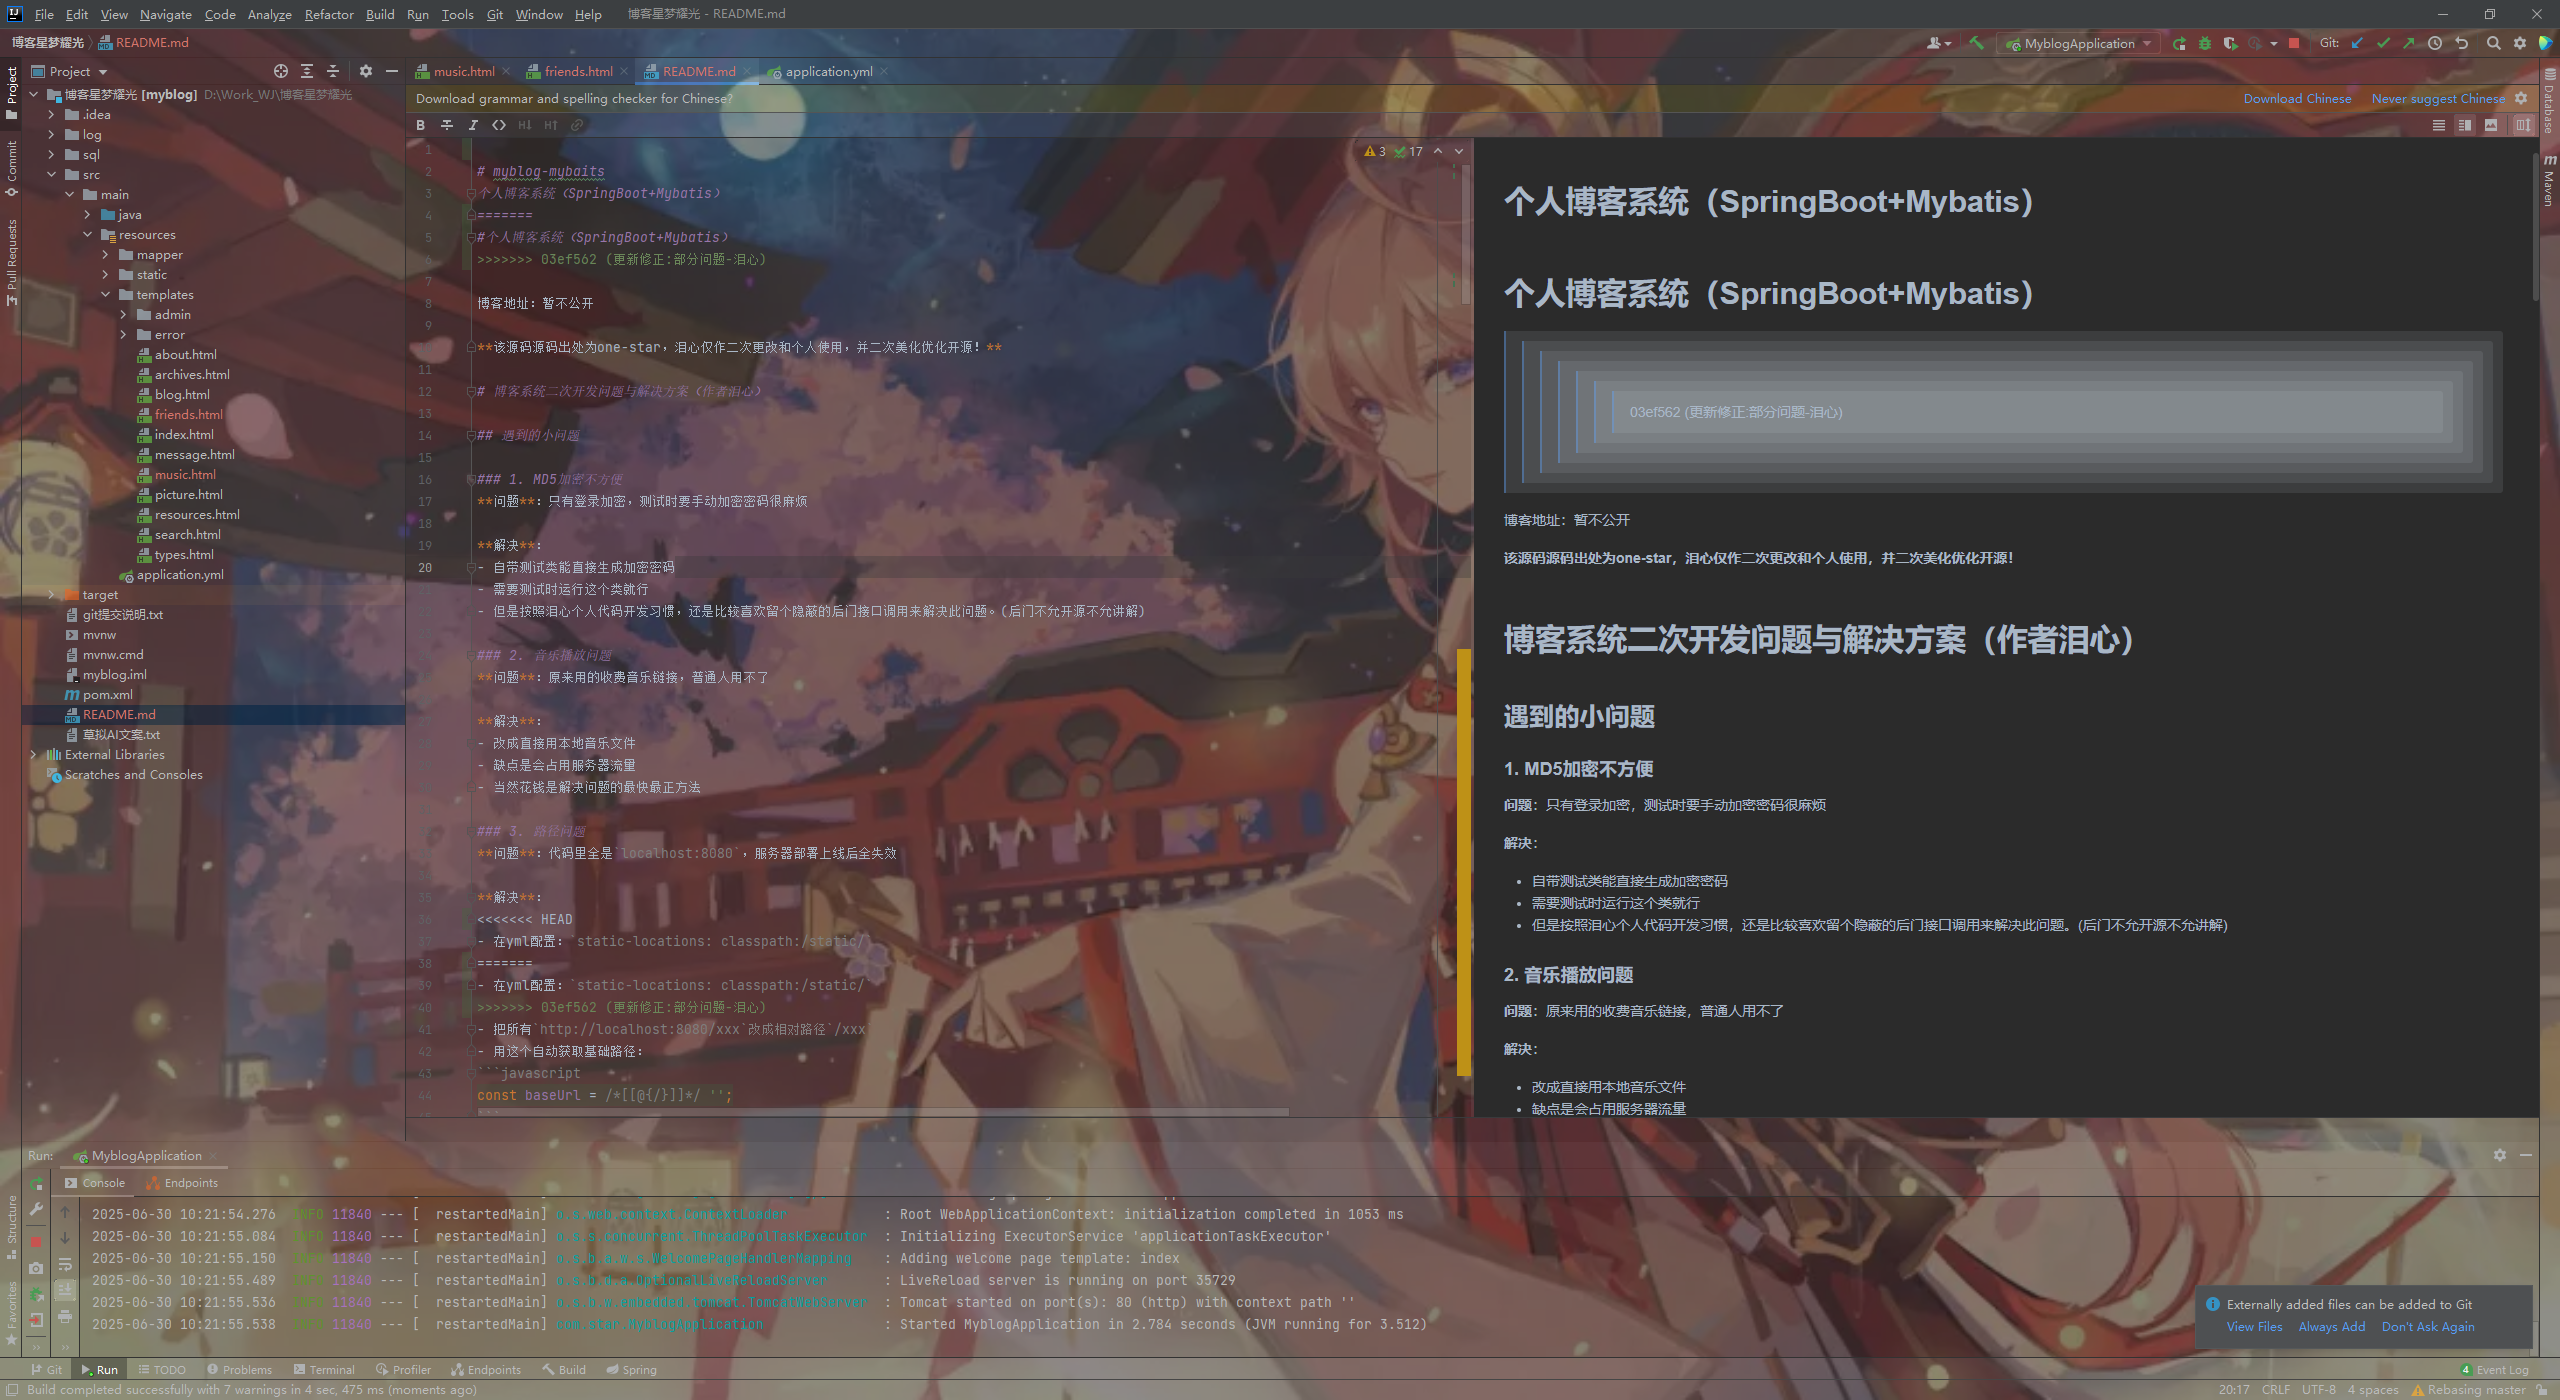 File Edit View Navigate Code Analyze Refactor Build Run Tools Git Window Help 博客星梦耀光 - README.md
博客星梦耀光 README.md
MyblogApplication Git:
Project
music.html friends.html README.md application.yml
Download grammar and spelling checker for Chinese? Download Chinese Never suggest Chinese
Project
Commit
Pull Requests
Structure
Favorites
Database
Maven
博客星梦耀光 [myblog] D:\Work_WJ\博客星梦耀光
.idea
log
sql
src
main
java
resources
mapper
static
templates
admin
error
about.html
archives.html
blog.html
friends.html
index.html
message.html
music.html
picture.html
resources.html
search.html
types.html
application.yml
target
git提交说明.txt
mvnw
mvnw.cmd
myblog.iml
pom.xml
README.md
草拟AI文案.txt
External Libraries
Scratches and Consoles
3 17
1
2 # myblog-mybaits
3 个人博客系统（SpringBoot+Mybatis）
4 =======
5 #个人博客系统（SpringBoot+Mybatis）
6 >>>>>>> 03ef562 (更新修正:部分问题-泪心)
7
8 博客地址：暂不公开
9
**该源码源码出处为one-star，泪心仅作二次更改和个人使用，并二次美化优化开源！**
11
12 # 博客系统二次开发问题与解决方案（作者泪心）
13
14 ## 遇到的小问题
15
16 ### 1. MD5加密不方便
17 **问题**：只有登录加密，测试时要手动加密密码很麻烦
18
19 **解决**：
20 - 自带测试类能直接生成加密密码
- 需要测试时运行这个类就行
- 但是按照泪心个人代码开发习惯，还是比较喜欢留个隐蔽的后门接口调用来解决此问题。(后门不允开源不允讲解)
### 2. 音乐播放问题
**问题**：原来用的收费音乐链接，普通人用不了
**解决**：
- 改成直接用本地音乐文件
- 缺点是会占用服务器流量
- 当然花钱是解决问题的最快最正方法
### 3. 路径问题
**问题**：代码里全是`localhost:8080`，服务器部署上线后全失效
35 **解决**：
36 <<<<<<< HEAD
37 - 在yml配置：`static-locations: classpath:/static/`
38 =======
39 - 在yml配置：`static-locations: classpath:/static/
40 >>>>>>> 03ef562 (更新修正:部分问题-泪心)
41 - 把所有`http://localhost:8080/xxx`改成相对路径`/xxx`
42 - 用这个自动获取基础路径：
43 ```javascript
44 const baseUrl = /*[[@{/}]]*/ '';
```
个人博客系统（SpringBoot+Mybatis）
个人博客系统（SpringBoot+Mybatis）
03ef562 (更新修正:部分问题-泪心)
博客地址：暂不公开
该源码源码出处为one-star，泪心仅作二次更改和个人使用，并二次美化优化开源！
博客系统二次开发问题与解决方案（作者泪心）
遇到的小问题
1. MD5加密不方便
问题：只有登录加密，测试时要手动加密密码很麻烦
解决：
• 自带测试类能直接生成加密密码
• 需要测试时运行这个类就行
• 但是按照泪心个人代码开发习惯，还是比较喜欢留个隐蔽的后门接口调用来解决此问题。(后门不允开源不允讲解)
2. 音乐播放问题
问题：原来用的收费音乐链接，普通人用不了
解决：
• 改成直接用本地音乐文件
• 缺点是会占用服务器流量
Run: MyblogApplication
Console Endpoints
2025-06-30 10:21:54.276 INFO 11840 --- [ restartedMain] o.s.web.context.ContextLoader : Root WebApplicationContext: initialization completed in 1053 ms
2025-06-30 10:21:55.084 INFO 11840 --- [ restartedMain] o.s.s.concurrent.ThreadPoolTaskExecutor : Initializing ExecutorService 'applicationTaskExecutor'
2025-06-30 10:21:55.150 INFO 11840 --- [ restartedMain] o.s.b.a.w.s.WelcomePageHandlerMapping : Adding welcome page template: index
2025-06-30 10:21:55.489 INFO 11840 --- [ restartedMain] o.s.b.d.a.OptionalLiveReloadServer : LiveReload server is running on port 35729
2025-06-30 10:21:55.536 INFO 11840 --- [ restartedMain] o.s.b.w.embedded.tomcat.TomcatWebServer : Tomcat started on port(s): 80 (http) with context path ''
2025-06-30 10:21:55.538 INFO 11840 --- [ restartedMain] com.star.MyblogApplication : Started MyblogApplication in 2.784 seconds (JVM running for 3.512)
Externally added files can be added to Git
View Files Always Add Don't Ask Again
Git Run TODO Problems Terminal Profiler Endpoints Build Spring 4 Event Log
Build completed successfully with 7 warnings in 4 sec, 475 ms (moments ago) 20:17 CRLF UTF-8 4 spaces Rebasing master